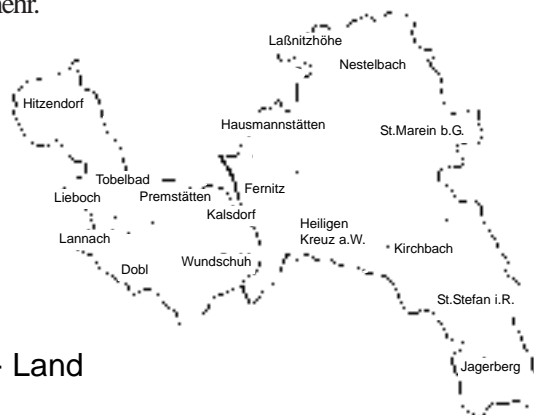 nehr.
Laßnitzhöhe
Nestelbach
Hitzendorf
Hausmannstätten
St.Marein b.G.
Tobelbad
Fernitz
Lieboch
Premstätten
Kalsdorf
Heiligen
Kreuz a.W.
Lannach
Kirchbach
Wundschuh
Dobl
St.Stefan i.R.
- Land
Jagerberg